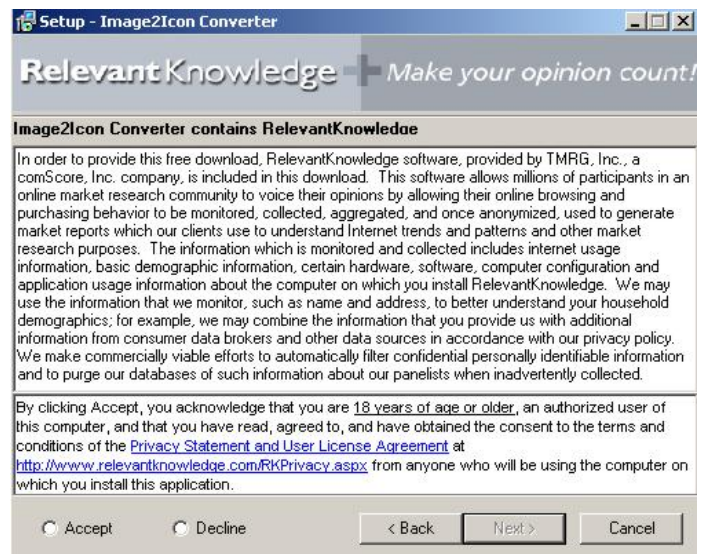 Setup - Image2Icon Converter
RelevantKnowledge Make your opinion count!
Image2Icon Converter contains RelevantKnowledge
In order to provide this free download, RelevantKnowledge software, provided by TMRG, Inc., a
comScore, Inc. company, is included in this download. This software allows millions of participants in an
online market research community to voice their opinions by allowing their online browsing and
purchasing behavior to be monitored, collected, aggregated, and once anonymized, used to generate
market reports which our clients use to understand Internet trends and patterns and other market
research purposes. The information which is monitored and collected includes internet usage
information, basic demographic information, certain hardware, software, computer configuration and
application usage information about the computer on which you install RelevantKnowledge. We may
use the information that we monitor, such as name and address, to better understand your household
demographics; for example, we may combine the information that you provide us with additional
information from consumer data brokers and other data sources in accordance with our privacy policy.
We make commercially viable efforts to automatically filter confidential personally identifiable information
and to purge our databases of such information about our panelists when inadvertently collected.
By clicking Accept, you acknowledge that you are 18 years of age or older, an authorized user of
this computer, and that you have read, agreed to, and have obtained the consent to the terms and
conditions of the Privacy Statement and User License Agreement at
http://www.relevantknowledge.com/RKPrivacy.aspx from anyone who will be using the computer on
which you install this application.
Accept Decline < Back Next > Cancel